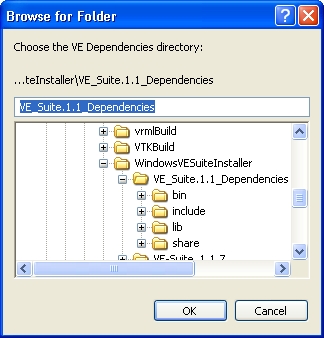 Browse for Folder
Choose the VE Dependencies directory:
...teInstaller\VE_Suite.1.1_Dependencies
VE_Suite.1.1_Dependencies
vrmlBuild
VTKBuild
WindowsVESuiteInstaller
VE_Suite.1.1_Dependencies
bin
include
lib
share
VE-Suite_1.1.7
OK Cancel